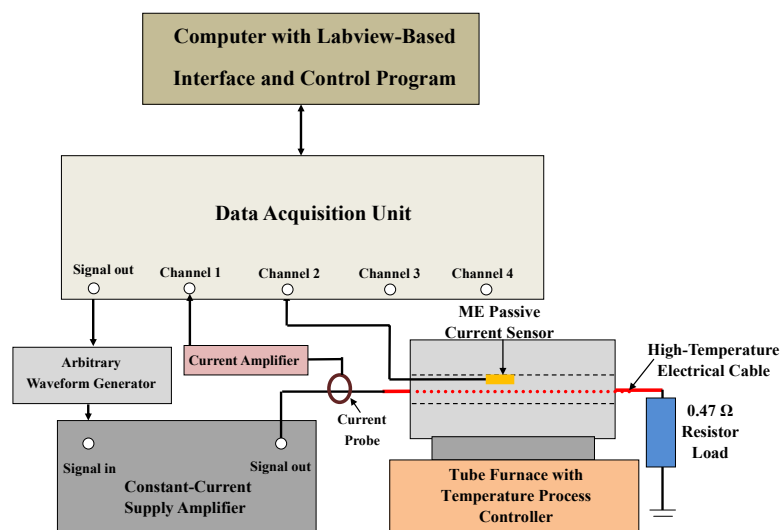 Computer with Labview-Based
Interface and Control Program
Data Acquisition Unit
Signal out
Channel 1
Channel 2
Channel 3
Channel 4
ME Passive
Current Sensor
Arbitrary
Waveform Generator
Current Amplifier
High-Temperature
Electrical Cable
Current
Probe
0.47 Ω
Resistor
Load
Signal in
Signal out
Constant-Current
Supply Amplifier
Tube Furnace with
Temperature Process
Controller